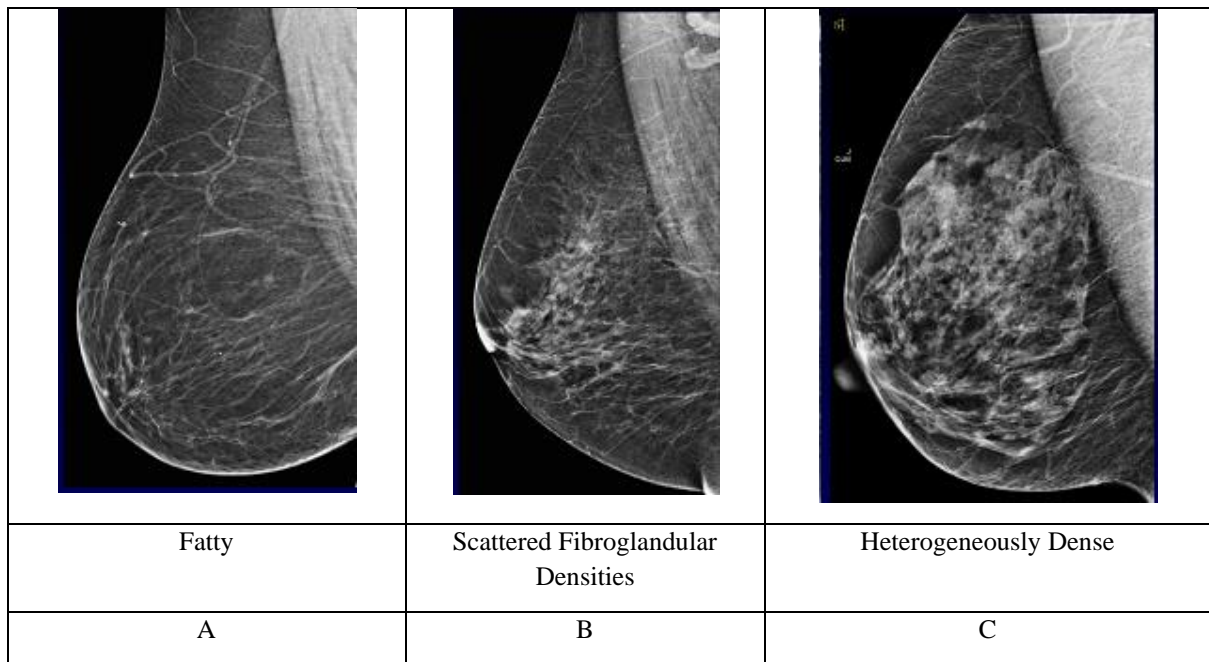 Fatty
Scattered Fibroglandular
Densities
Heterogeneously Dense
A
B
C